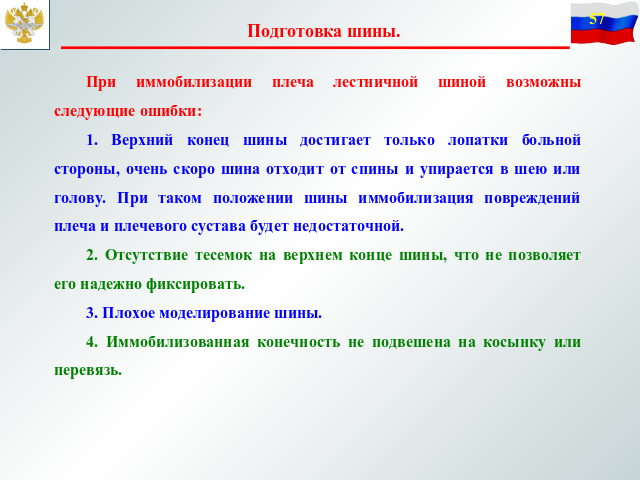 Подготовка шины.
57
При иммобилизации плеча лестничной шиной возможны
следующие ошибки:
1. Верхний конец шины достигает только лопатки больной
стороны, очень скоро шина отходит от спины и упирается в шею или
голову. При таком положении шины иммобилизация повреждений
плеча и плечевого сустава будет недостаточной.
2. Отсутствие тесемок на верхнем конце шины, что не позволяет
его надежно фиксировать.
3. Плохое моделирование шины.
4. Иммобилизованная конечность не подвешена на косынку или
перевязь.